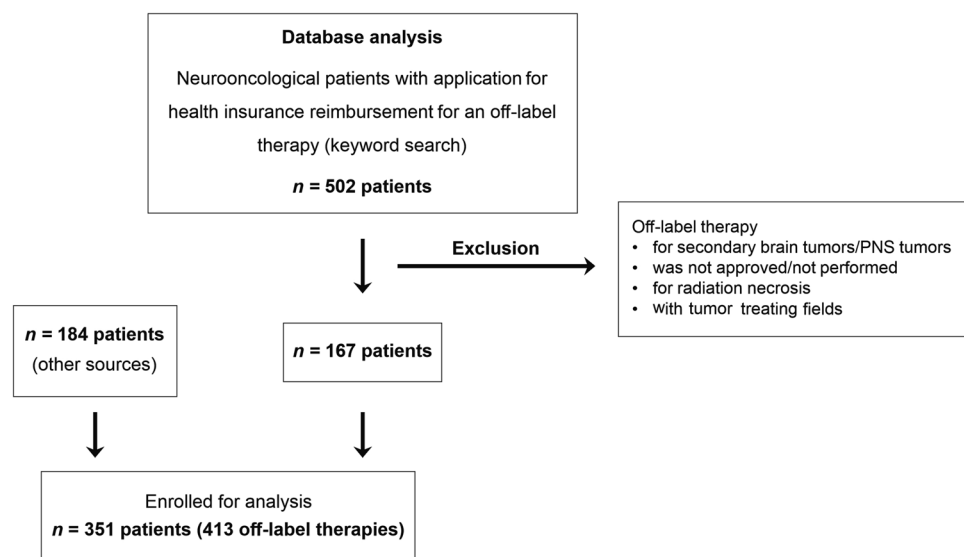 Database analysis
Neurooncological patients with application for
health insurance reimbursement for an off-label
therapy (keyword search)
n = 502 patients
Exclusion
Off-label therapy
• for secondary brain tumors/PNS tumors
• was not approved/not performed
• for radiation necrosis
• with tumor treating fields
n = 184 patients
(other sources)
n = 167 patients
Enrolled for analysis
n = 351 patients (413 off-label therapies)